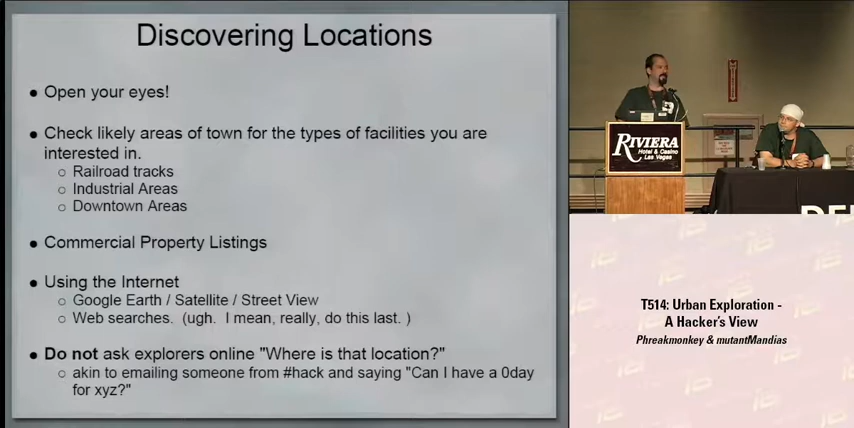 Discovering Locations
Open your eyes!
Check likely areas of town for the types of facilities you are
interested in.
Railroad tracks
Industrial Areas
Downtown Areas
Commercial Property Listings
Using the Internet
Google Earth / Satellite / Street View
Web searches.  (ugh.  I mean, really, do this last. )
Do not ask explorers online "Where is that location?"
akin to emailing someone from #hack and saying "Can I have a 0day
for xyz?"
RIVIERA
Hotel & Casino
Las Vegas
T514: Urban Exploration -
A Hacker's View
Phreakmonkey & mutantMandias